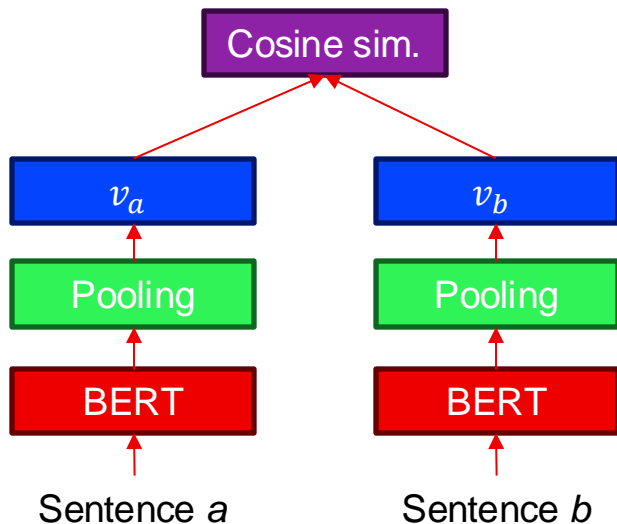 Cosine sim.
v_a v_b
Pooling Pooling
BERT BERT
Sentence a Sentence b